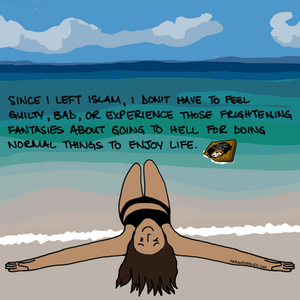 SINCE I LEFT ISLAM, I DON'T HAVE TO FEEL
GUILTY, BAD, OR EXPERIENCE THOSE FRIGHTENING
FANTASIES ABOUT GOING TO HELL FOR DOING
NORMAL THINGS TO ENJOY LIFE.